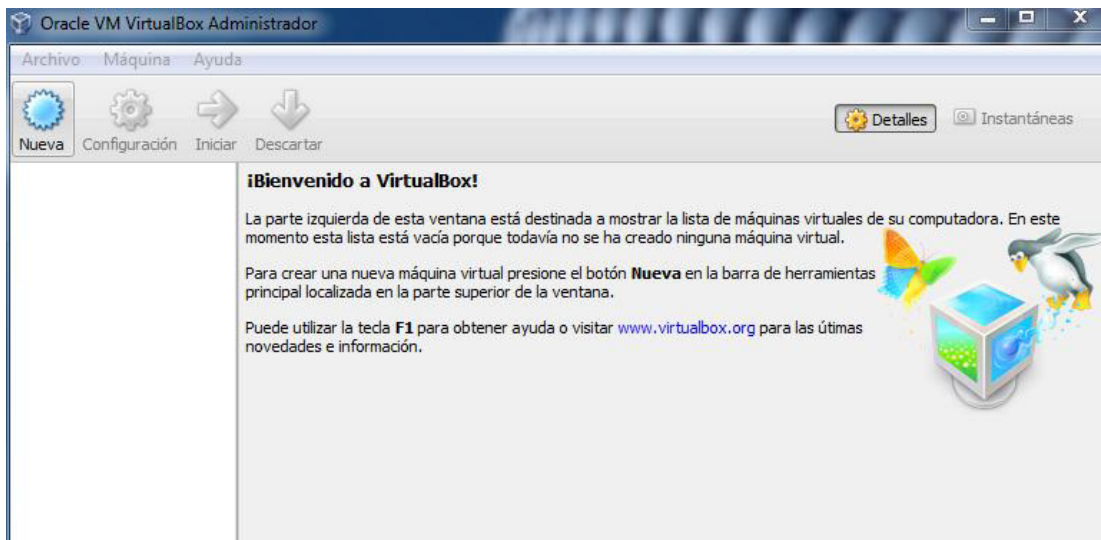 Oracle VM VirtualBox Administrador
Archivo Máquina Ayuda
Nueva Configuración Iniciar Descartar Detalles Instantáneas
¡Bienvenido a VirtualBox!
La parte izquierda de esta ventana está destinada a mostrar la lista de máquinas virtuales de su computadora. En este
momento esta lista está vacía porque todavía no se ha creado ninguna máquina virtual.
Para crear una nueva máquina virtual presione el botón Nueva en la barra de herramientas
principal localizada en la parte superior de la ventana.
Puede utilizar la tecla F1 para obtener ayuda o visitar www.virtualbox.org para las útimas
novedades e información.